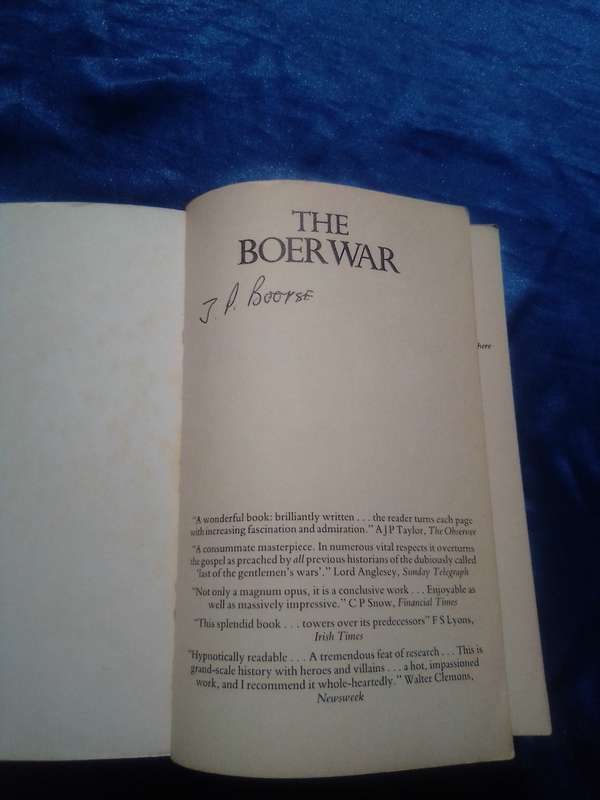 THE
BOER WAR
J. P. Boorse
here
"A wonderful book: brilliantly written . . . the reader turns each page
with increasing fascination and admiration." A J P Taylor, The Observer
"A consummate masterpiece. In numerous vital respects it overturns
the gospel as preached by all previous historians of the dubiously called
'last of the gentlemen's wars'." Lord Anglesey, Sunday Telegraph
"Not only a magnum opus, it is a conclusive work . . . Enjoyable as
well as massively impressive." C P Snow, Financial Times
"This splendid book . . . towers over its predecessors" F S Lyons,
Irish Times
"Hypnotically readable . . . A tremendous feat of research . . . This is
grand-scale history with heroes and villains . . . a hot, impassioned
work, and I recommend it whole-heartedly." Walter Clemons,
Newsweek